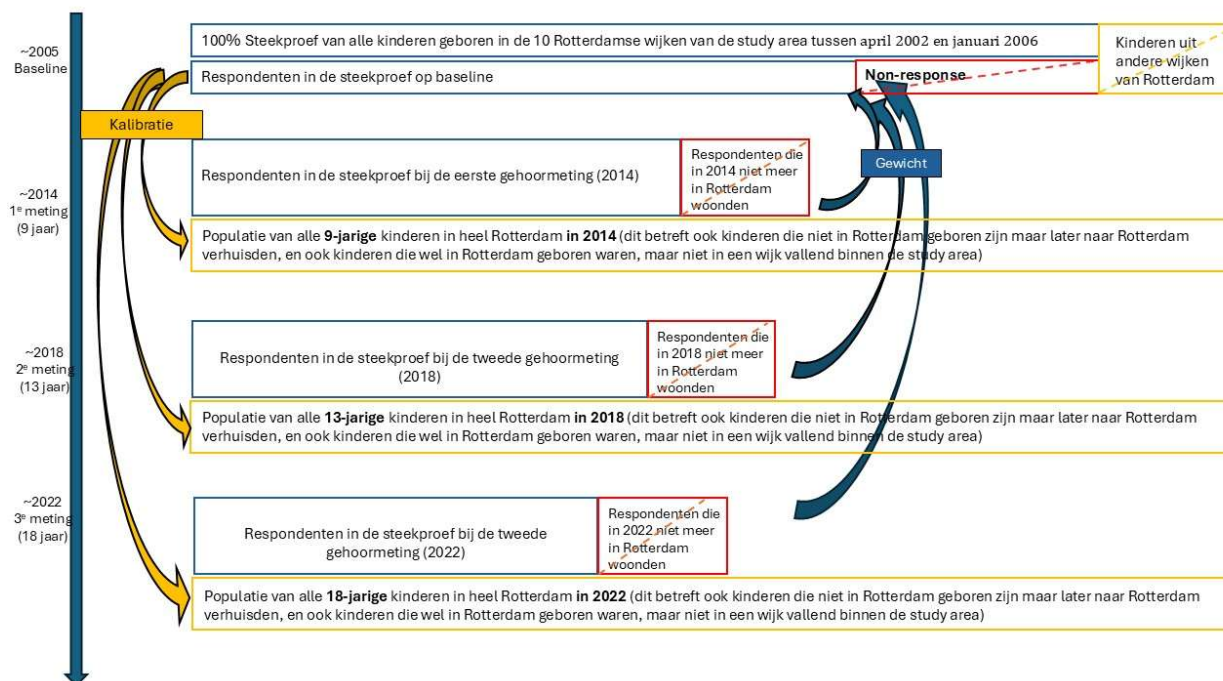 ~2005
Baseline
100% Steekproef van alle kinderen geboren in de 10 Rotterdamse wijken van de study area tussen april 2002 en januari 2006
Kinderen uit
andere wijken
van Rotterdam
Respondenten in de steekproef op baseline
Non-response
Kalibratie
Gewicht
~2014
1e meting
(9 jaar)
Respondenten in de steekproef bij de eerste gehoormeting (2014)
Respondenten die
in 2014 niet meer
in Rotterdam
woonden
Populatie van alle 9-jarige kinderen in heel Rotterdam in 2014 (dit betreft ook kinderen die niet in Rotterdam geboren zijn maar later naar Rotterdam
verhuisden, en ook kinderen die wel in Rotterdam geboren waren, maar niet in een wijk vallend binnen de study area)
~2018
2e meting
(13 jaar)
Respondenten in de steekproef bij de tweede gehoormeting
(2018)
Respondenten die
in 2018 niet meer
in Rotterdam
woonden
Populatie van alle 13-jarige kinderen in heel Rotterdam in 2018 (dit betreft ook kinderen die niet in Rotterdam geboren zijn maar later naar Rotterdam
verhuisden, en ook kinderen die wel in Rotterdam geboren waren, maar niet in een wijk vallend binnen de study area)
~2022
3e meting
(18 jaar)
Respondenten in de steekproef bij de tweede
gehoormeting (2022)
Respondenten die
in 2022 niet meer
in Rotterdam
woonden
Populatie van alle 18-jarige kinderen in heel Rotterdam in 2022 (dit betreft ook kinderen die niet in Rotterdam geboren zijn maar later naar Rotterdam
verhuisden, en ook kinderen die wel in Rotterdam geboren waren, maar niet in een wijk vallend binnen de study area)